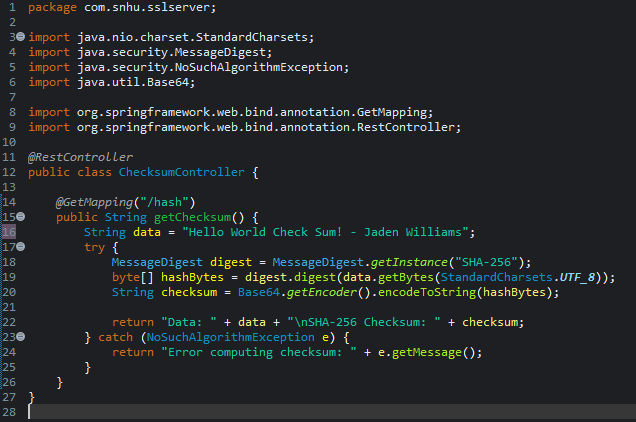 1 package com.snhu.sslserver;
2
3 import java.nio.charset.StandardCharsets;
4 import java.security.MessageDigest;
5 import java.security.NoSuchAlgorithmException;
6 import java.util.Base64;
7
8 import org.springframework.web.bind.annotation.GetMapping;
9 import org.springframework.web.bind.annotation.RestController;
10
11 @RestController
12 public class ChecksumController {
13
14     @GetMapping("/hash")
15     public String getChecksum() {
16         String data = "Hello World Check Sum! - Jaden Williams";
17         try {
18             MessageDigest digest = MessageDigest.getInstance("SHA-256");
19             byte[] hashBytes = digest.digest(data.getBytes(StandardCharsets.UTF_8));
20             String checksum = Base64.getEncoder().encodeToString(hashBytes);
21
22             return "Data: " + data + "\nSHA-256 Checksum: " + checksum;
23         } catch (NoSuchAlgorithmException e) {
24             return "Error computing checksum: " + e.getMessage();
25         }
26     }
27 }
28